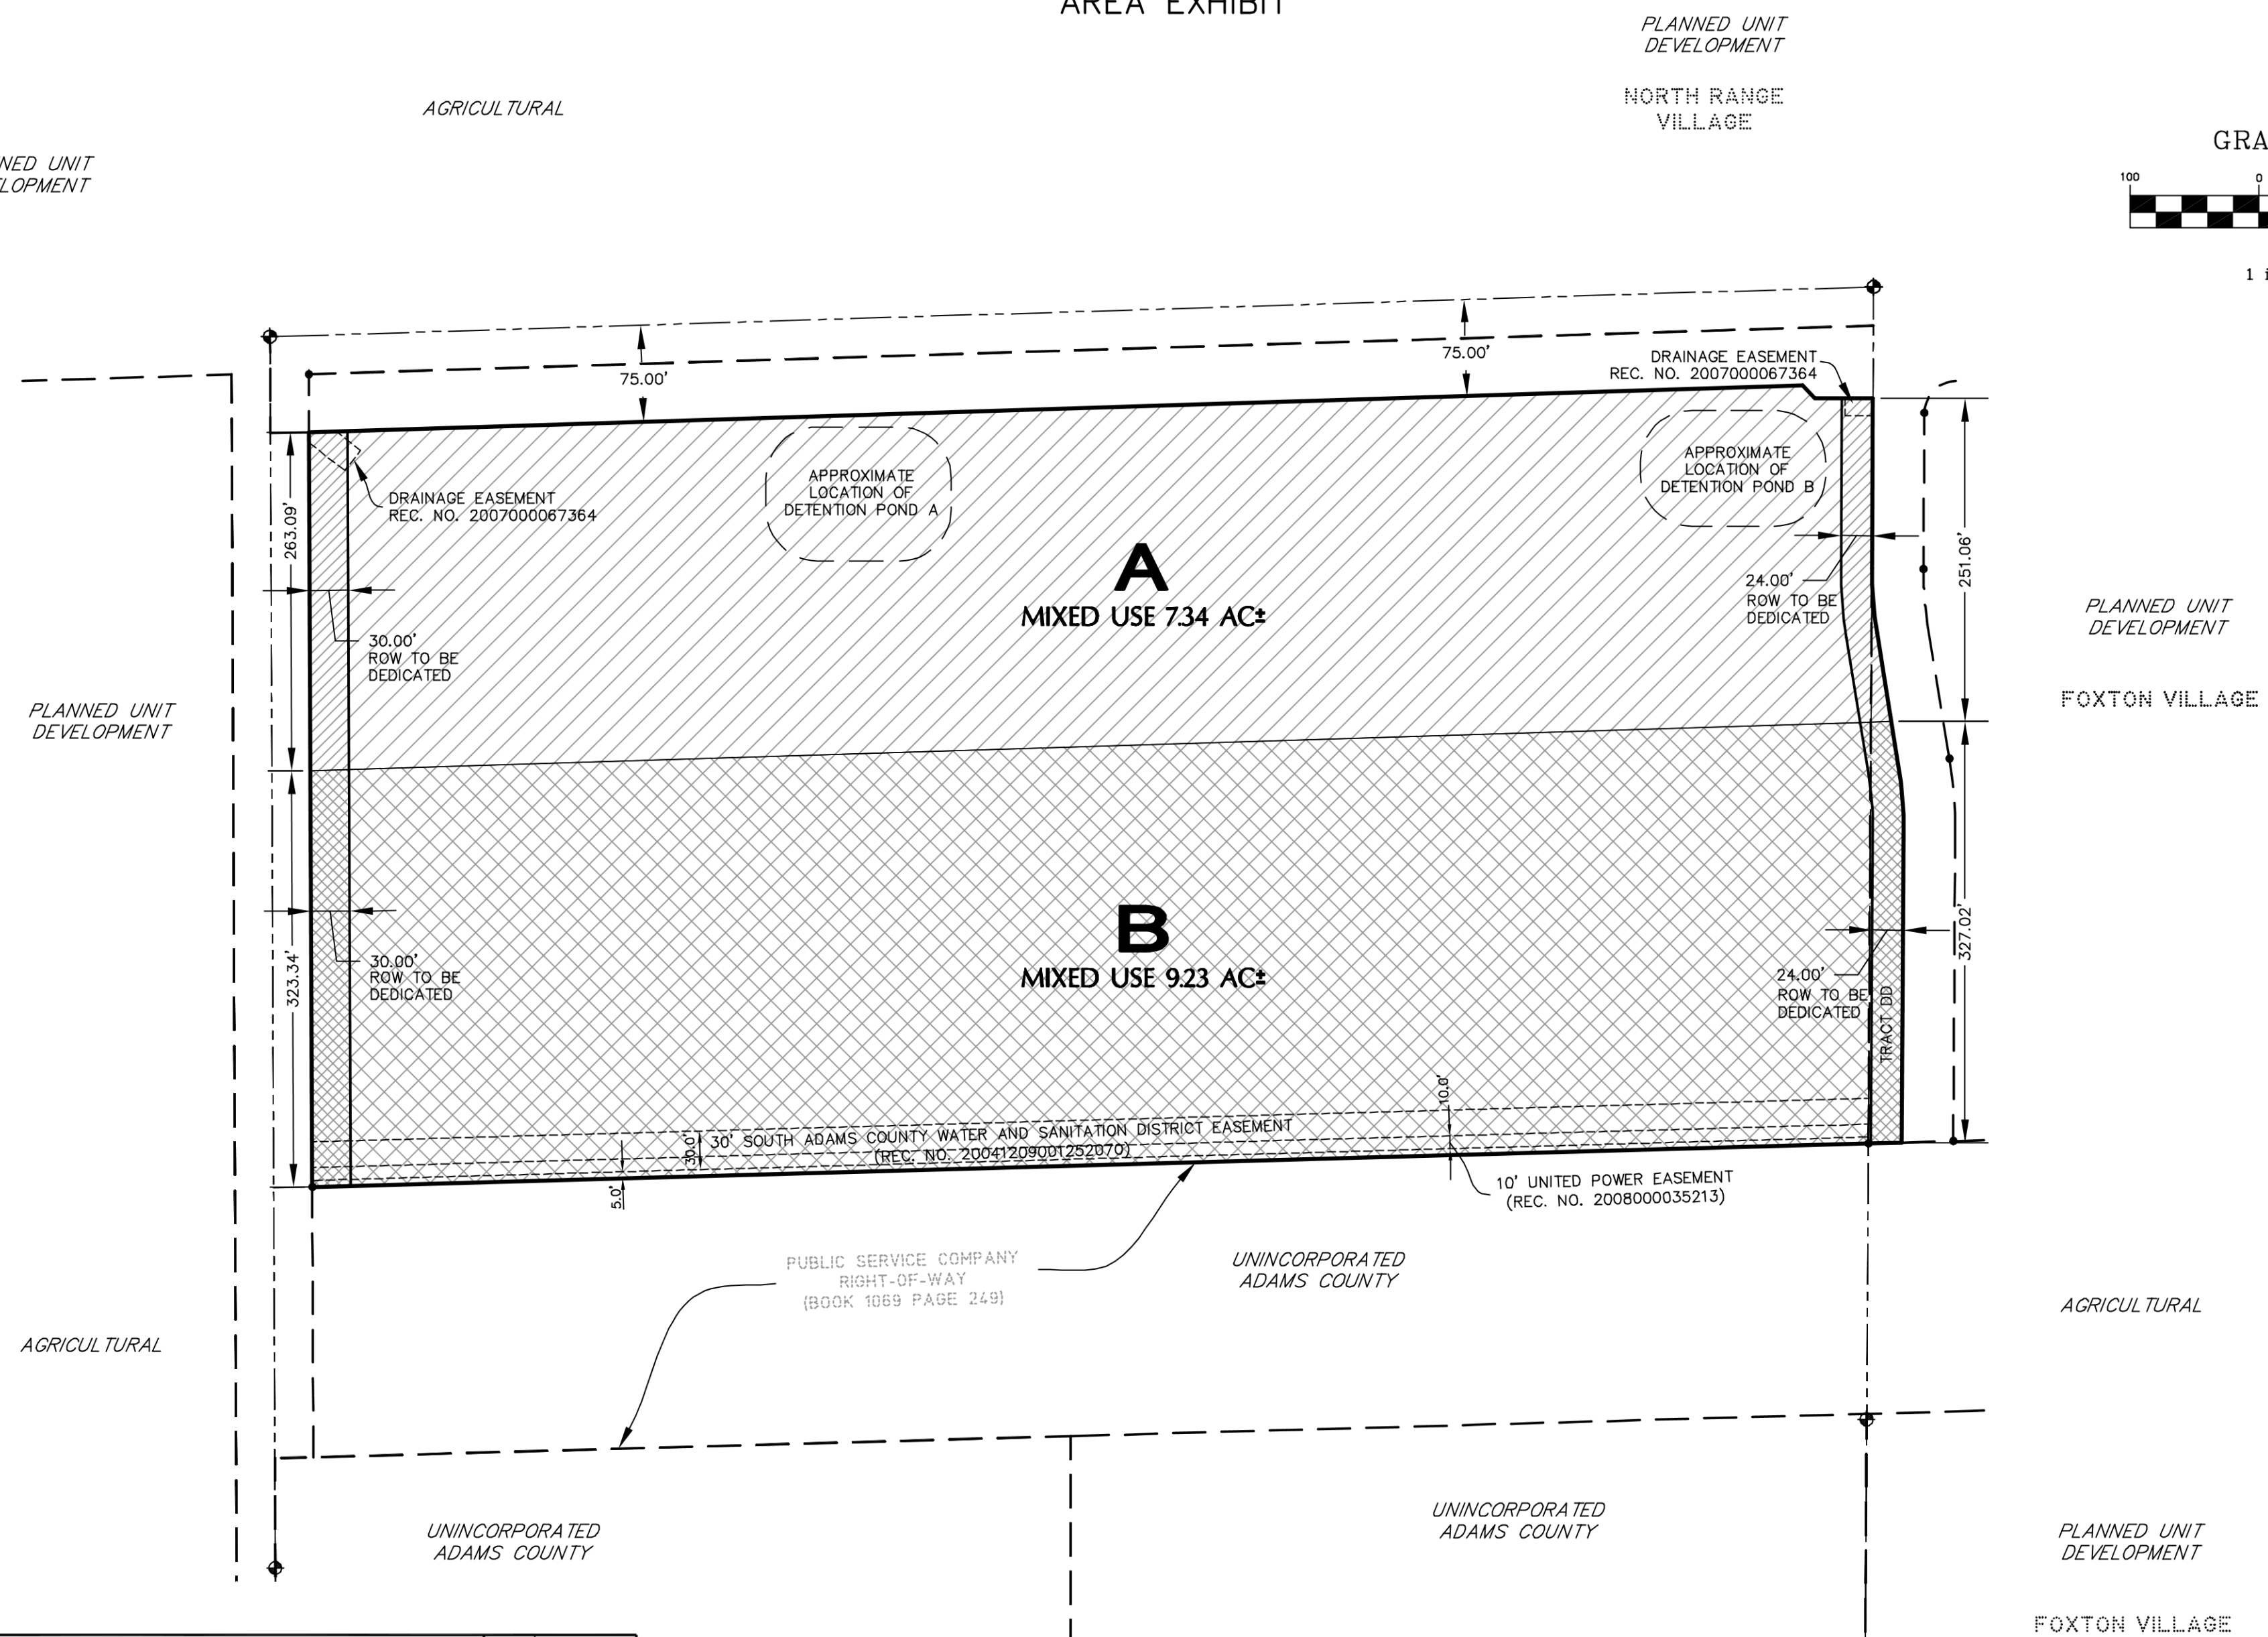 AREA EXHIBIT
PLANNED UNIT
DEVELOPMENT
NORTH RANGE
VILLAGE
AGRICULTURAL
UNIT
100
0
1
75.00'
75.00'
DRAINAGE EASEMENT
REC. NO. 2007000067364
DRAINAGE EASEMENT
REC. NO. 2007000067364
APPROXIMATE
LOCATION OF
DETENTION POND A
APPROXIMATE
LOCATION OF
DETENTION POND B
263.09'
251.06'
A
MIXED USE 7.34 AC±
24.00'
ROW TO BE
DEDICATED
30.00'
ROW TO BE
DEDICATED
PLANNED UNIT
DEVELOPMENT
FOXTON VILLAGE
PLANNED UNIT
DEVELOPMENT
B
MIXED USE 9.23 AC±
30.00'
ROW TO BE
DEDICATED
323.34'
327.02'
24.00'
ROW TO BE
DEDICATED
TRACT DD
10.0'
30.0'
30' SOUTH ADAMS COUNTY WATER AND SANITATION DISTRICT EASEMENT
(REC. NO. 20041209001252070)
5.0'
10' UNITED POWER EASEMENT
(REC. NO. 2008000035213)
PUBLIC SERVICE COMPANY
RIGHT-OF-WAY
(BOOK 1069 PAGE 249)
UNINCORPORATED
ADAMS COUNTY
AGRICULTURAL
AGRICULTURAL
UNINCORPORATED
ADAMS COUNTY
UNINCORPORATED
ADAMS COUNTY
PLANNED UNIT
DEVELOPMENT
FOXTON VILLAGE